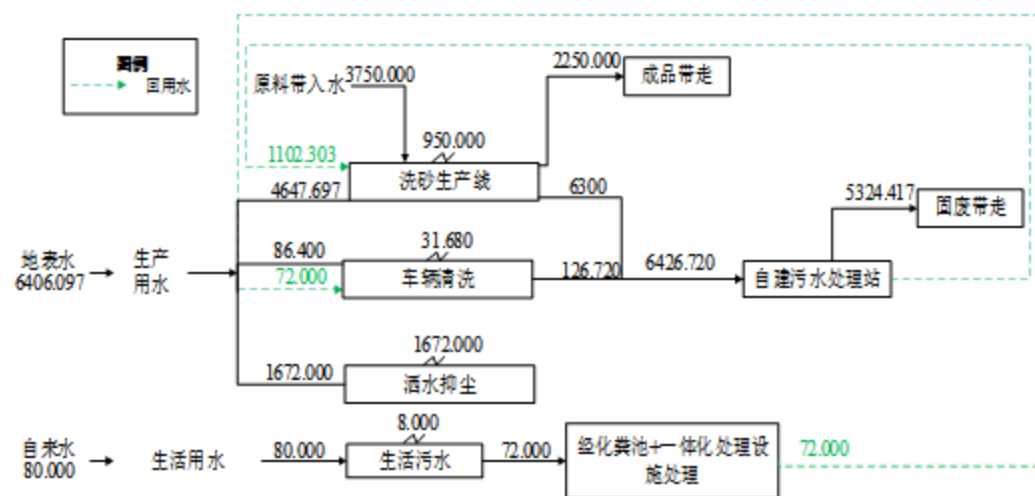 图例
回用水
原料带入水
3750.000
2250.000
成品带走
1102.303
950.000
洗砂生产线
4647.697
6300
5324.417
固废带走
地表水
6406.097
生产
用水
86.400
31.680
72.000
车辆清洗
126.720
6426.720
自建污水处理站
1672.000
1672.000
洒水抑尘
自来水
80.000
生活用水
80.000
8.000
生活污水
72.000
经化粪池+一体化处理设
施处理
72.000